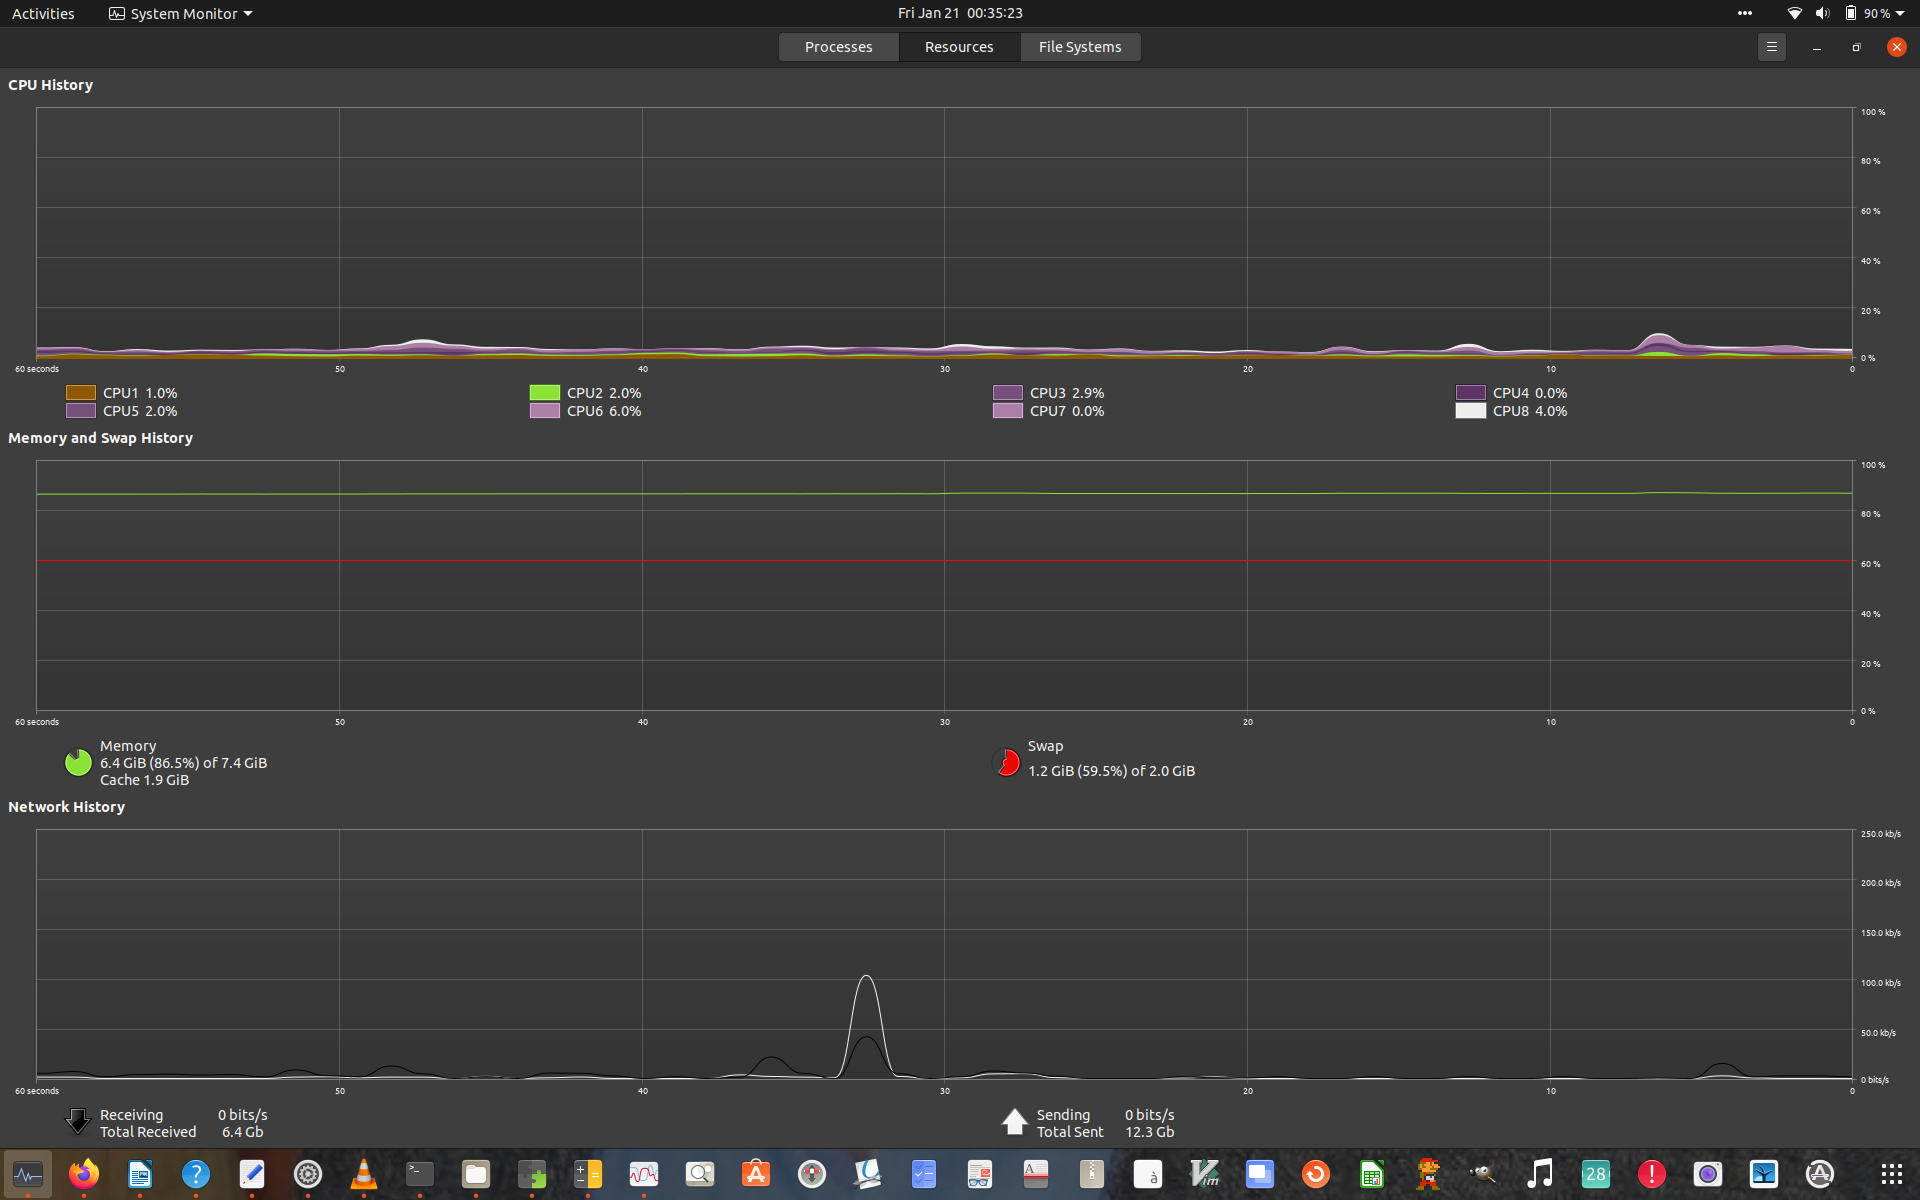 Activities System Monitor Fri Jan 21 00:35:23 90 %
Processes Resources File Systems
CPU History
100 %
80 %
60 %
40 %
20 %
0 %
60 seconds 50 40 30 20 10 0
CPU1 1.0% CPU2 2.0% CPU3 2.9% CPU4 0.0%
CPU5 2.0% CPU6 6.0% CPU7 0.0% CPU8 4.0%
Memory and Swap History
100 %
80 %
60 %
40 %
20 %
0 %
60 seconds 50 40 30 20 10 0
Memory
6.4 GiB (86.5%) of 7.4 GiB
Cache 1.9 GiB
Swap
1.2 GiB (59.5%) of 2.0 GiB
Network History
250.0 kb/s
200.0 kb/s
150.0 kb/s
100.0 kb/s
50.0 kb/s
0 bits/s
60 seconds 50 40 30 20 10 0
Receiving 0 bits/s
Total Received 6.4 Gb
Sending 0 bits/s
Total Sent 12.3 Gb
? >_ A à Vim 28 !